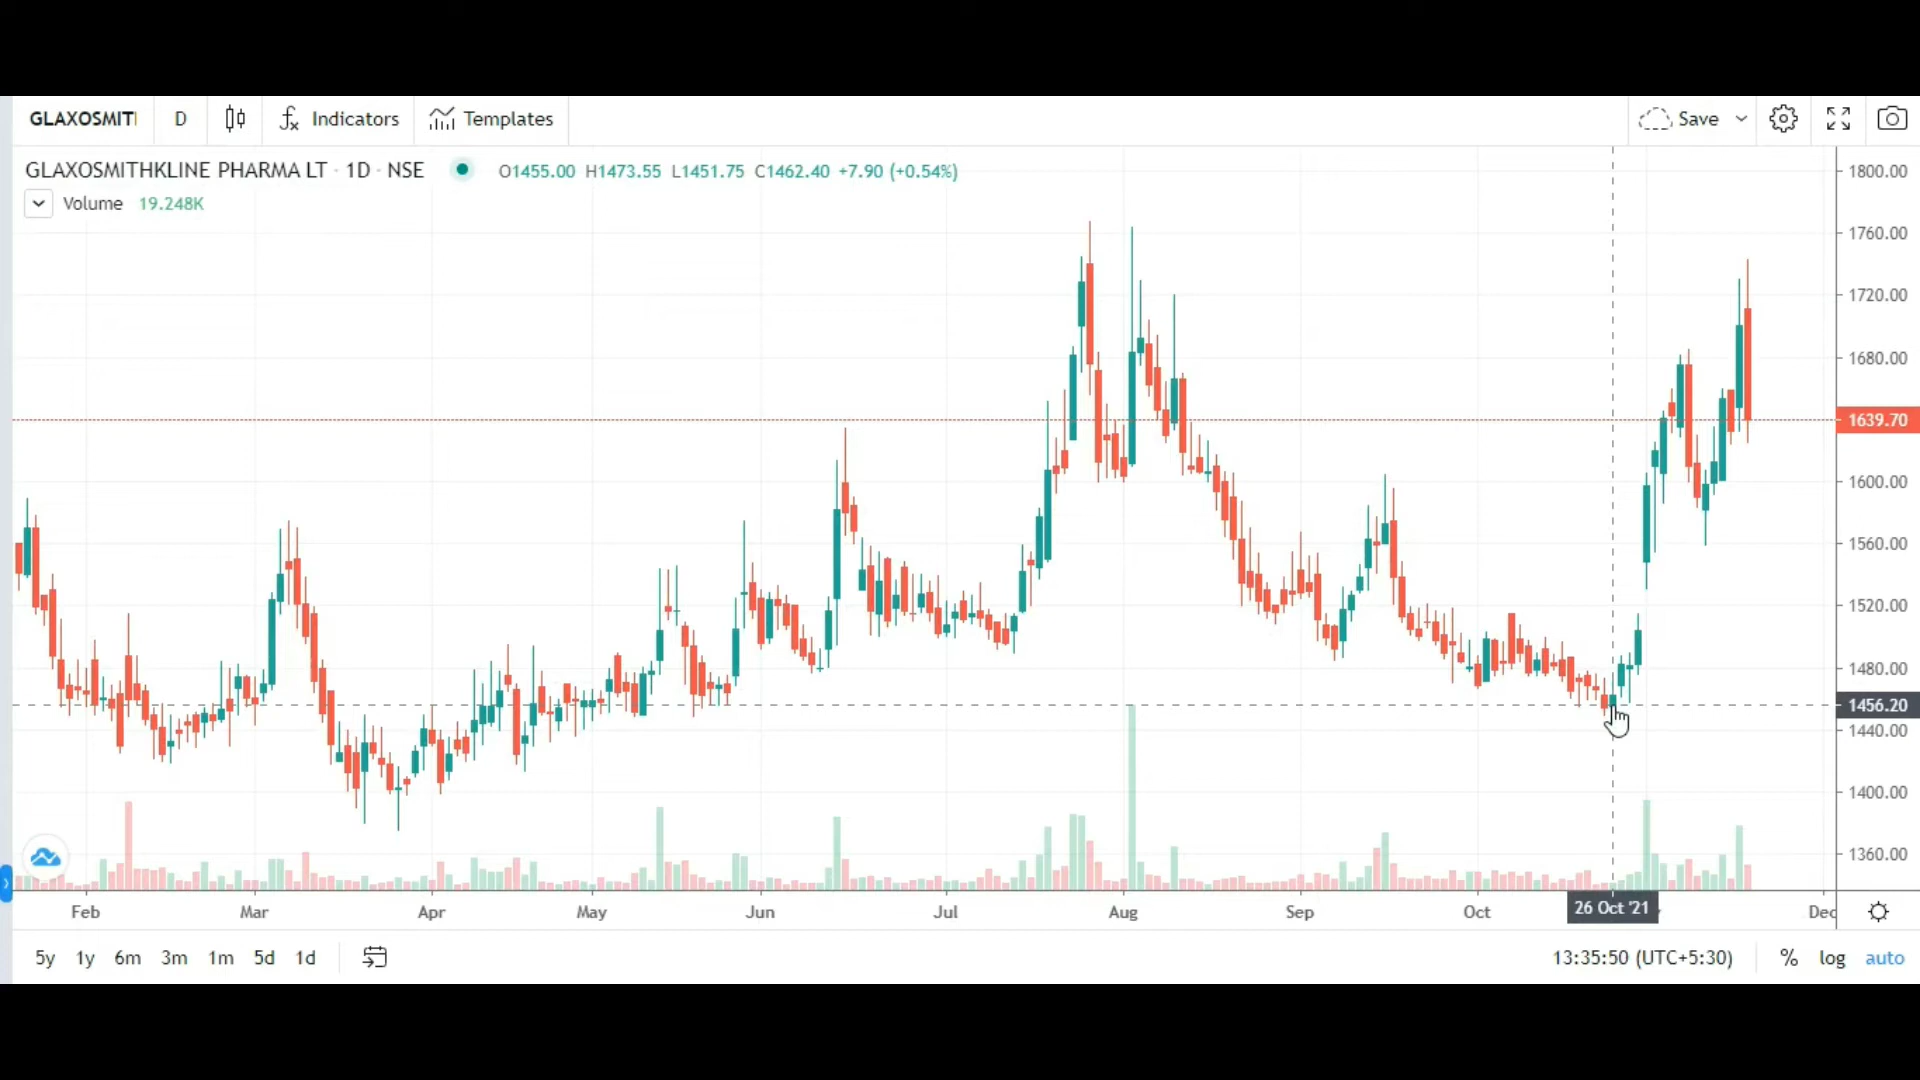 GLAXOSMIT D Indicators Templates Save
GLAXOSMITHKLINE PHARMA LT · 1D · NSE O1455.00 H1473.55 L1451.75 C1462.40 +7.90 (+0.54%)
Volume 19.248K
1800.00
1760.00
1720.00
1680.00
1639.70
1600.00
1560.00
1520.00
1480.00
1456.20
1440.00
1400.00
1360.00
Feb Mar Apr May Jun Jul Aug Sep Oct 26 Oct '21 Dec
5y 1y 6m 3m 1m 5d 1d 13:35:50 (UTC+5:30) % log auto